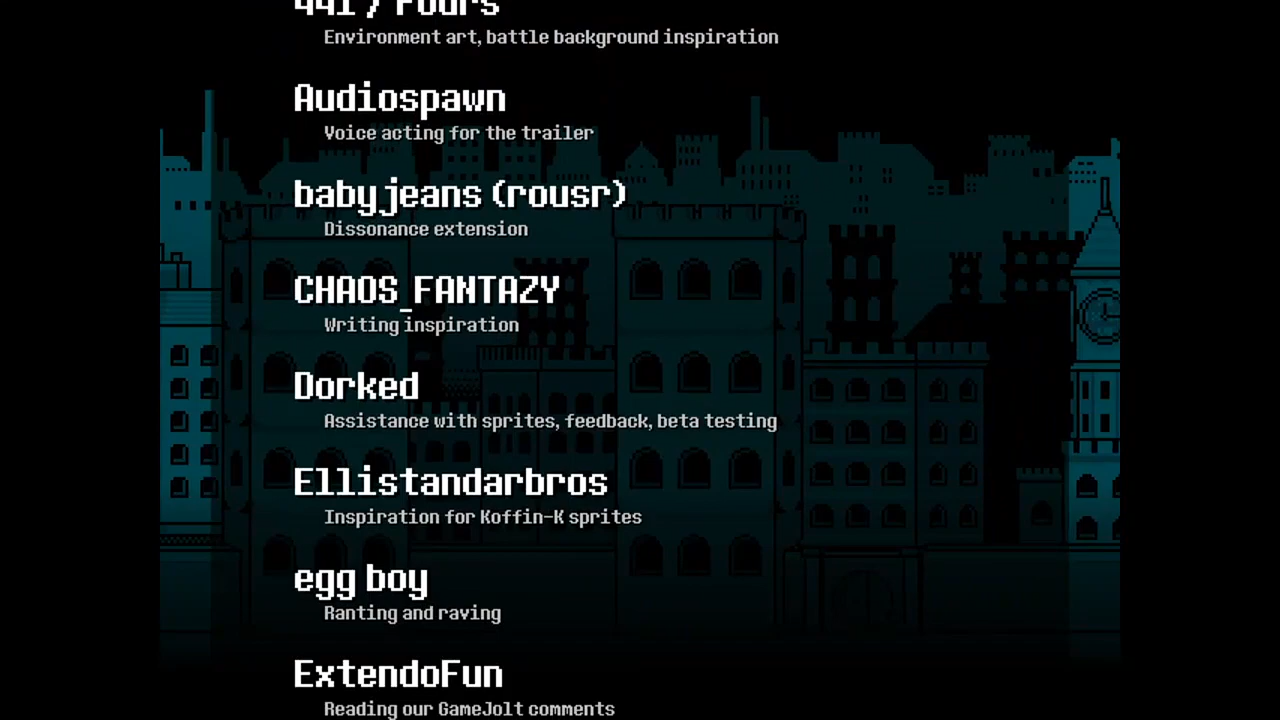 Environment art, battle background inspiration
Audiospawn
Voice acting for the trailer
babyjeans (rousr)
Dissonance extension
CHAOS_FANTAZY
Writing inspiration
Dorked
Assistance with sprites, feedback, beta testing
Ellistandarbros
Inspiration for Koffin-K sprites
egg boy
Ranting and raving
ExtendoFun
Reading our GameJolt comments